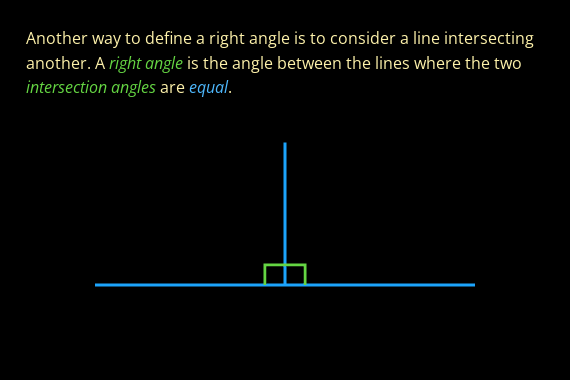 Another way to define a right angle is to consider a line intersecting
another. A right angle is the angle between the lines where the two
intersection angles are equal.